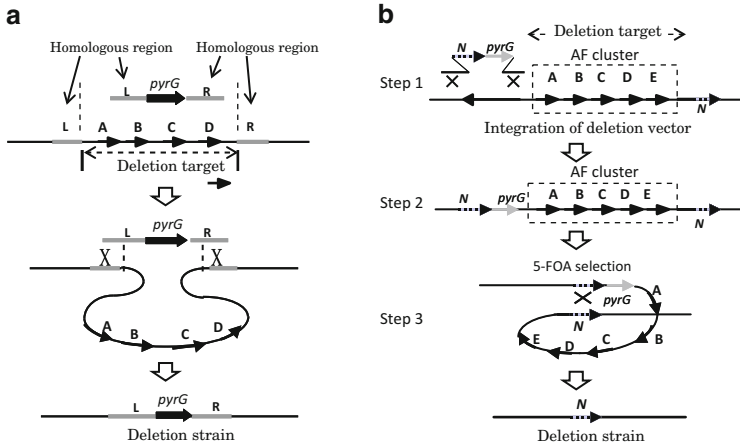 a
Homologous region
Homologous region
L
pyrG
R
L
A
B
C
D
R
Deletion target
L
pyrG
R
X
X
A
B
C
D
L
pyrG
R
Deletion strain
b
Deletion target
N
pyrG
AF cluster
Step 1
A
B
C
D
E
N
Integration of deletion vector
AF cluster
Step 2
N
pyrG
A
B
C
D
E
N
5-FOA selection
Step 3
pyrG
A
N
E
D
C
B
N
Deletion strain